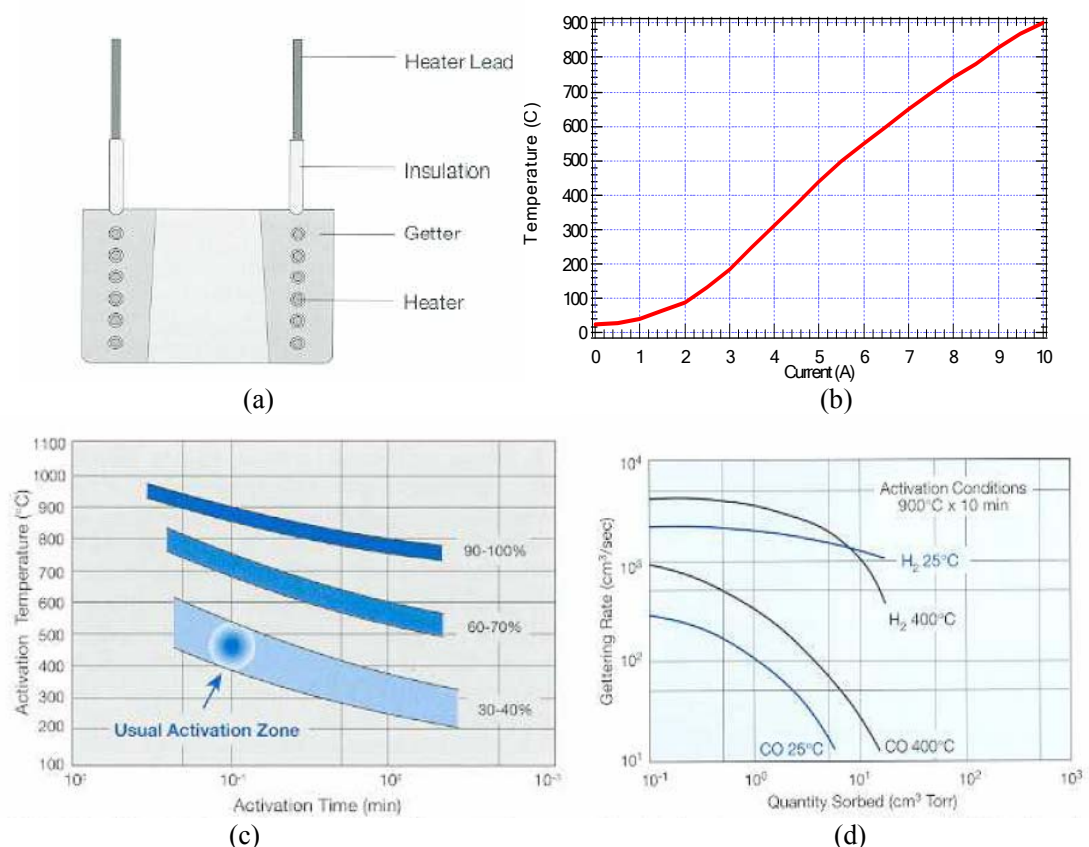 Heater Lead
Insulation
Getter
Heater
(a)
Temperature (C)
900
800
700
600
500
400
300
200
100
0
0 1 2 3 4 5 6 7 8 9 10
Current (A)
(b)
Activation Temperature (°C)
1100
1000
900
800
700
600
500
400
300
200
100
90-100%
60-70%
30-40%
Usual Activation Zone
Activation Time (min)
(c)
Gettering Rate (cm³/sec)
10⁴
10³
10²
10¹
Activation Conditions
900°C x 10 min
H₂ 25°C
H₂ 400°C
CO 25°C
CO 400°C
10⁻¹ 10⁰ 10¹ 10² 10³
Quantity Sorbed (cm³ Torr)
(d)